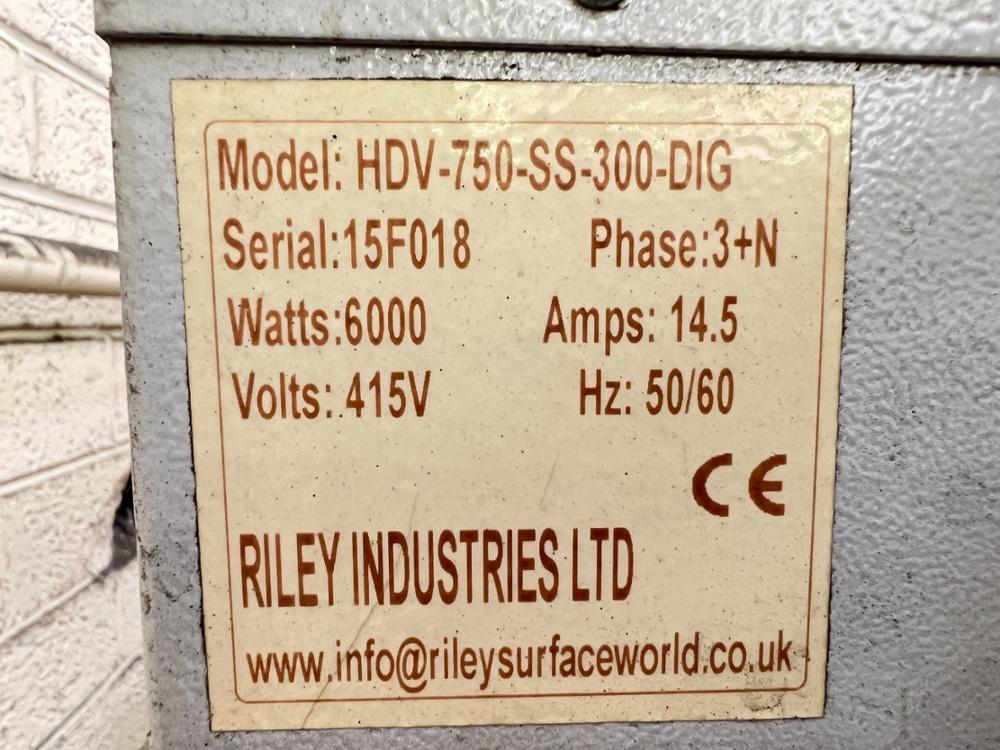 Model: HDV-750-SS-300-DIG
Serial:15F018 Phase:3+N
Watts:6000 Amps: 14.5
Volts: 415V Hz: 50/60
CE
RILEY INDUSTRIES LTD
www.info@rileysurfaceworld.co.uk